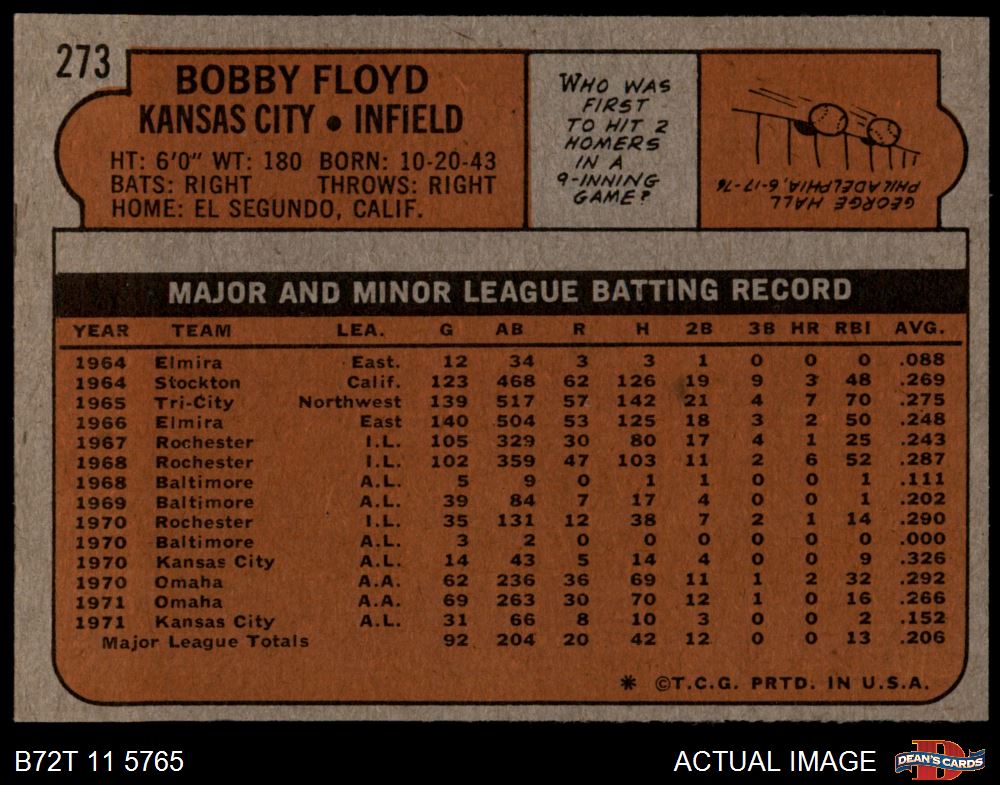 273
BOBBY FLOYD
KANSAS CITY • INFIELD
HT: 6'0" WT: 180 BORN: 10-20-43
BATS: RIGHT THROWS: RIGHT
HOME: EL SEGUNDO, CALIF.
WHO WAS
FIRST
TO HIT 2
HOMERS
IN A
9-INNING
GAME?
GEORGE HALL
PHILADELPHIA, 6-17-76
MAJOR AND MINOR LEAGUE BATTING RECORD
YEAR TEAM LEA. G AB R H 2B 3B HR RBI AVG.
1964 Elmira East. 12 34 3 3 1 0 0 0 .088
1964 Stockton Calif. 123 468 62 126 19 9 3 48 .269
1965 Tri-City Northwest 139 517 57 142 21 4 7 70 .275
1966 Elmira East 140 504 53 125 18 3 2 50 .248
1967 Rochester I.L. 105 329 30 80 17 4 1 25 .243
1968 Rochester I.L. 102 359 47 103 11 2 6 52 .287
1968 Baltimore A.L. 5 9 0 1 1 0 0 1 .111
1969 Baltimore A.L. 39 84 7 17 4 0 0 1 .202
1970 Rochester I.L. 35 131 12 38 7 2 1 14 .290
1970 Baltimore A.L. 3 2 0 0 0 0 0 0 .000
1970 Kansas City A.L. 14 43 5 14 4 0 0 9 .326
1970 Omaha A.A. 62 236 36 69 11 1 2 32 .292
1971 Omaha A.A. 69 263 30 70 12 1 0 16 .266
1971 Kansas City A.L. 31 66 8 10 3 0 0 2 .152
Major League Totals 92 204 20 42 12 0 0 13 .206
* ©T.C.G. PRTD. IN U.S.A.
B72T 11 5765
ACTUAL IMAGE
DEAN'S CARDS